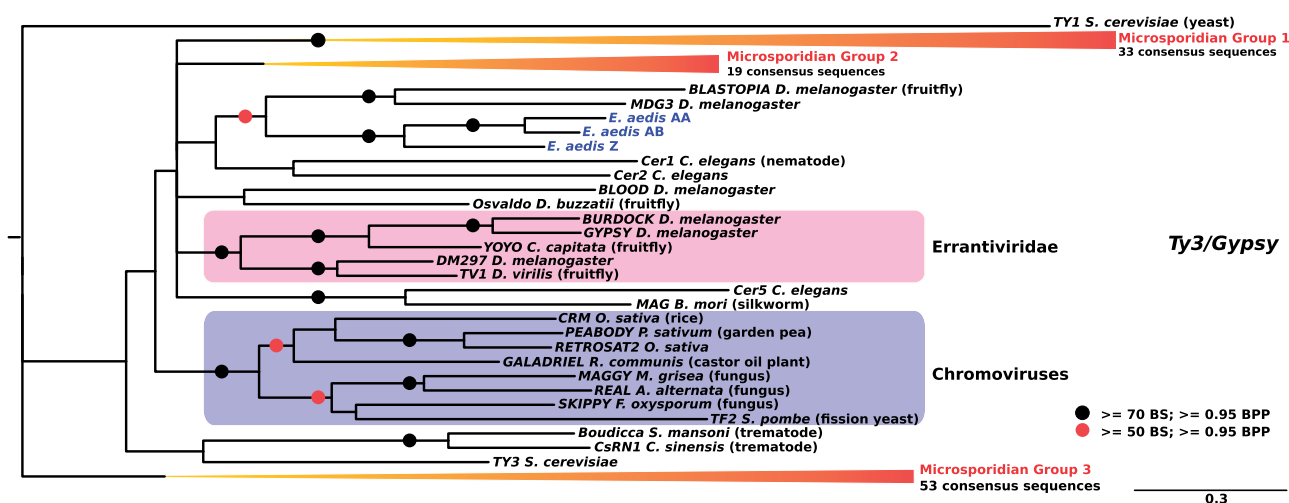 TY1 S. cerevisiae (yeast)
Microsporidian Group 1
33 consensus sequences
Microsporidian Group 2
19 consensus sequences
BLASTOPIA D. melanogaster (fruitfly)
MDG3 D. melanogaster
E. aedis AA
E. aedis AB
E. aedis Z
Cer1 C. elegans (nematode)
Cer2 C. elegans
BLOOD D. melanogaster
Osvaldo D. buzzatii (fruitfly)
BURDOCK D. melanogaster
GYPSY D. melanogaster
YOYO C. capitata (fruitfly)
DM297 D. melanogaster
TV1 D. virilis (fruitfly)
Errantiviridae
Ty3/Gypsy
Cer5 C. elegans
MAG B. mori (silkworm)
CRM O. sativa (rice)
PEABODY P. sativum (garden pea)
RETROSAT2 O. sativa
GALADRIEL R. communis (castor oil plant)
MAGGY M. grisea (fungus)
REAL A. alternata (fungus)
SKIPPY F. oxysporum (fungus)
TF2 S. pombe (fission yeast)
Chromoviruses
>= 70 BS; >= 0.95 BPP
>= 50 BS; >= 0.95 BPP
Boudicca S. mansoni (trematode)
CsRN1 C. sinensis (trematode)
TY3 S. cerevisiae
Microsporidian Group 3
53 consensus sequences
0.3